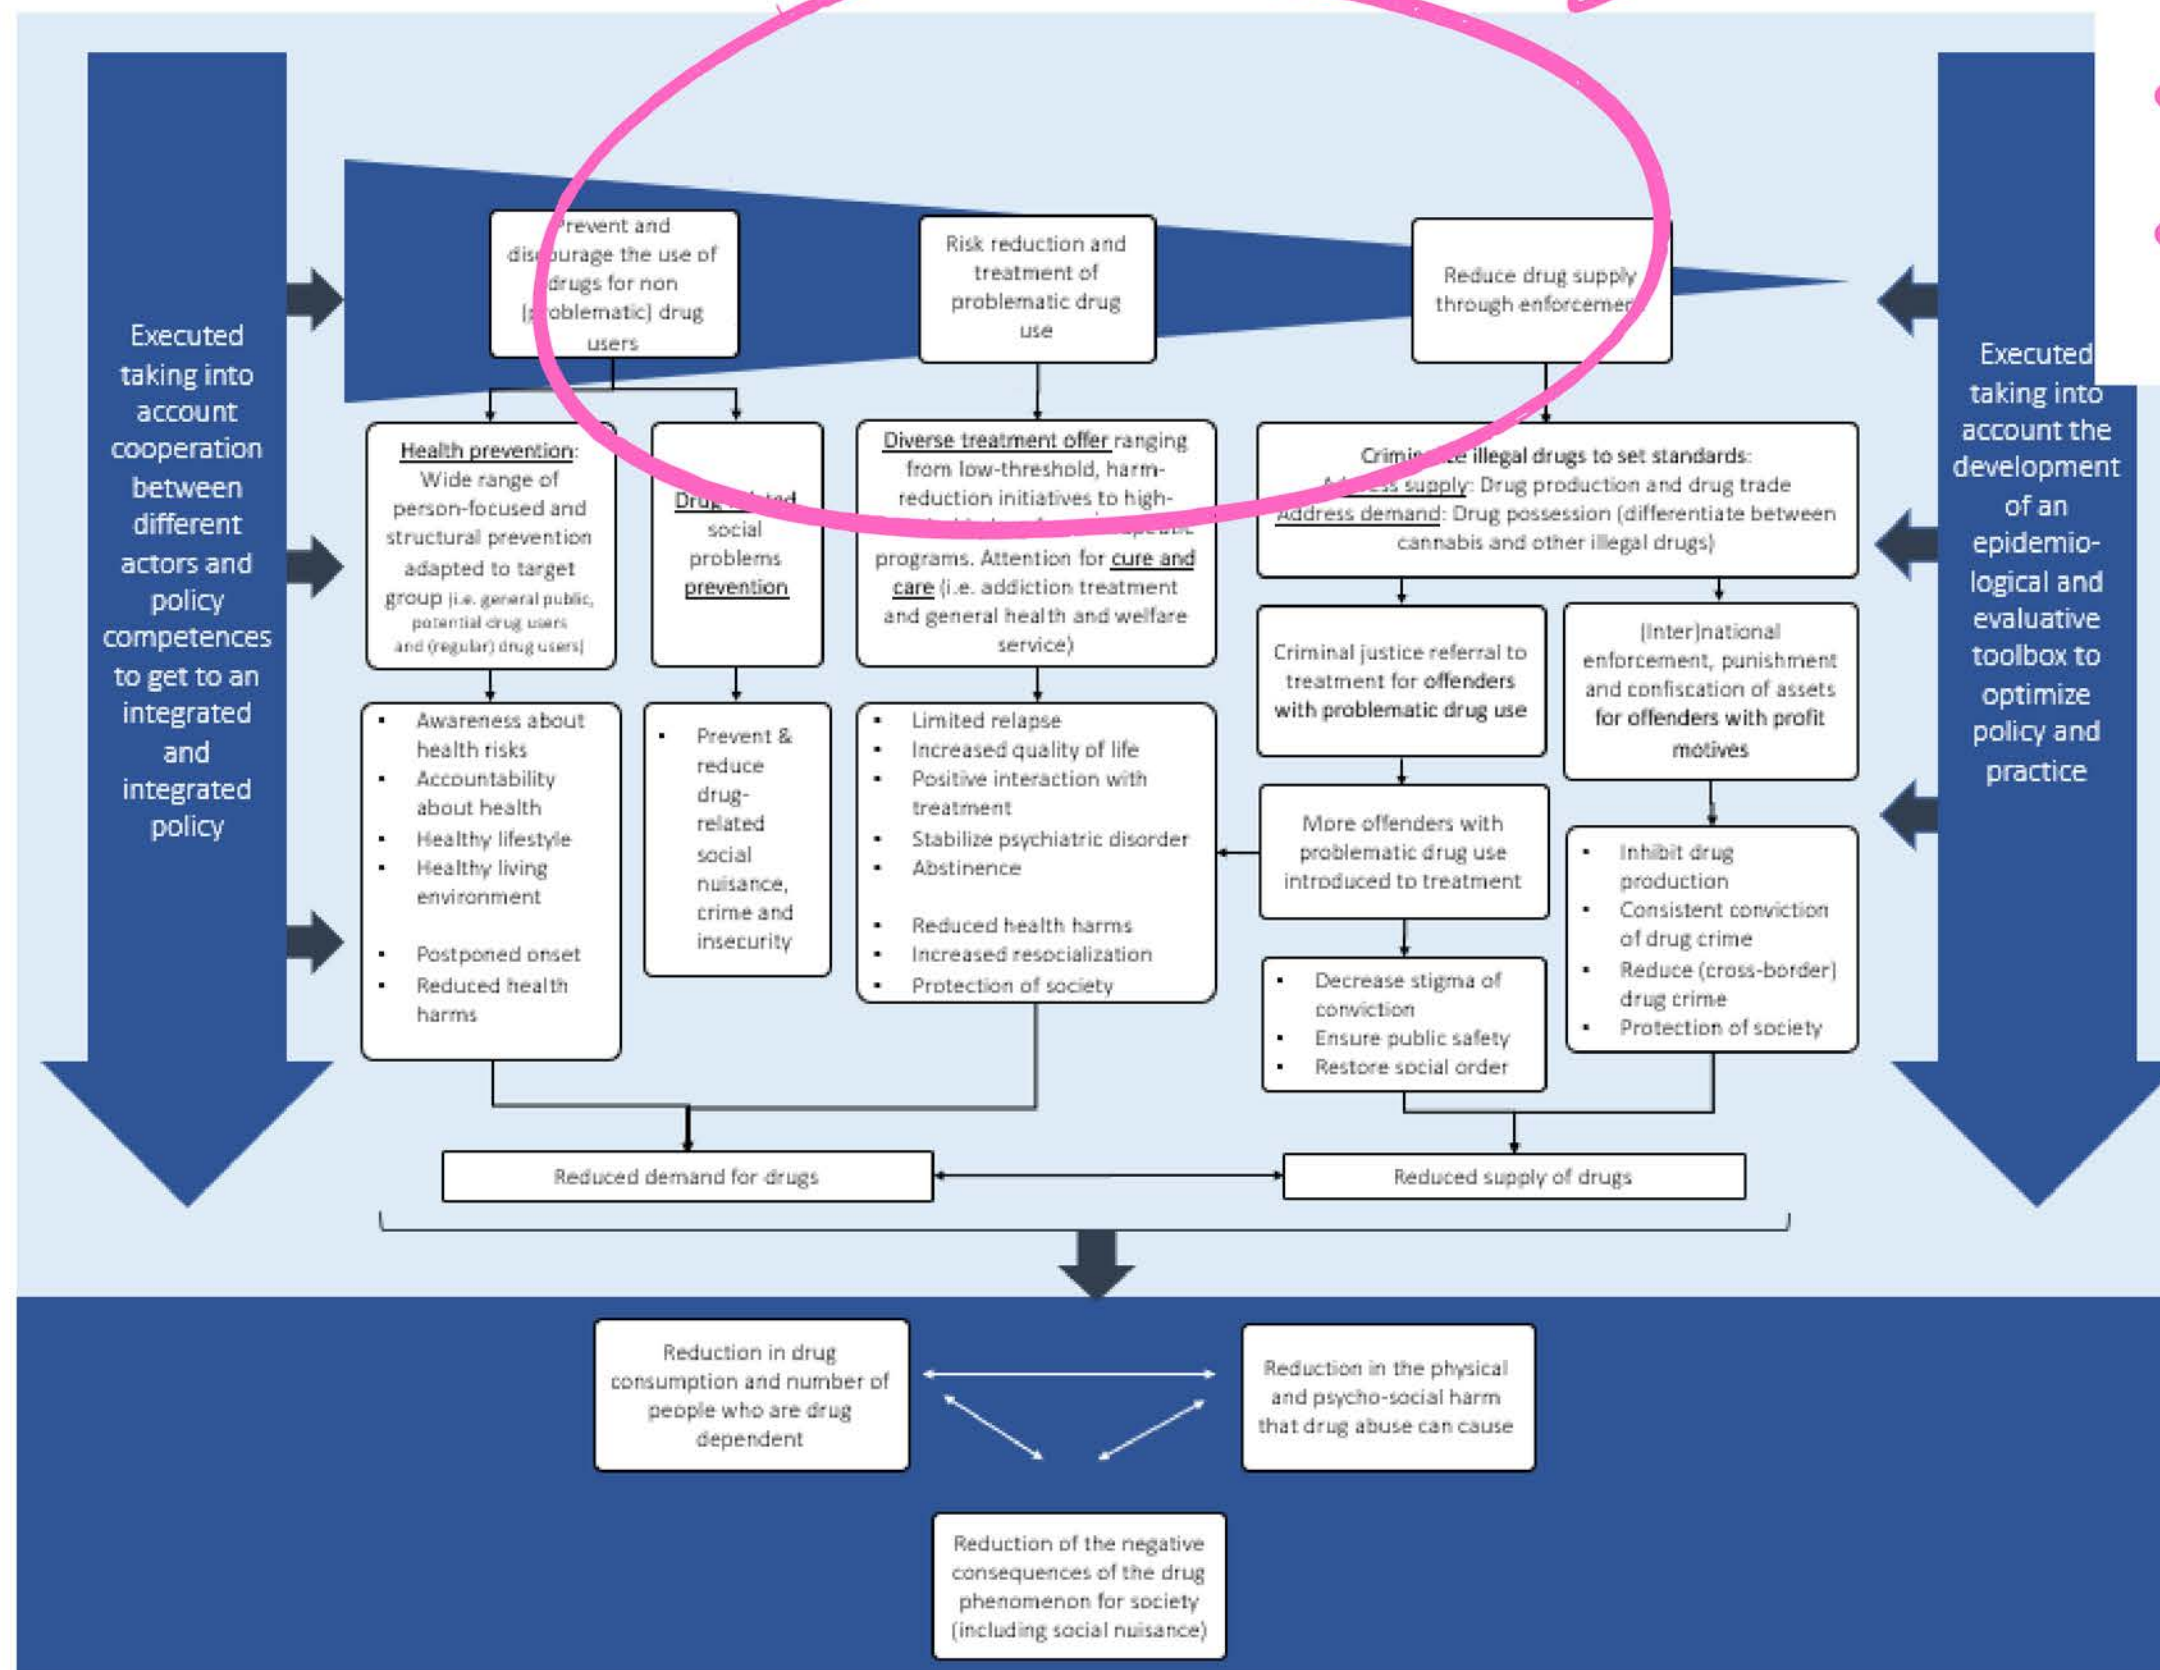 Executed
taking into
account
cooperation
between
different
actors and
policy
competences
to get to an
integrated
and
integrated
policy
Prevent and
discourage the use of
drugs for non
(problematic) drug
users
Risk reduction and
treatment of
problematic drug
use
Reduce drug supply
through enforcement
Health prevention:
Wide range of
person-focused and
structural prevention
adapted to target
group (i.e. general public,
potential drug users
and (regular) drug users)
Drug-related
social
problems
prevention
Diverse treatment offer ranging
from low-threshold, harm-
reduction initiatives to high-
programs. Attention for cure and
care (i.e. addiction treatment
and general health and welfare
service)
Criminalize illegal drugs to set standards:
Address supply: Drug production and drug trade
Address demand: Drug possession (differentiate between
cannabis and other illegal drugs)
Criminal justice referral to
treatment for offenders
with problematic drug use
(Inter)national
enforcement, punishment
and confiscation of assets
for offenders with profit
motives
▪ Awareness about
health risks
▪ Accountability
about health
▪ Healthy lifestyle
▪ Healthy living
environment
▪ Postponed onset
▪ Reduced health
harms
▪ Prevent &
reduce
drug-
related
social
nuisance,
crime and
insecurity
▪ Limited relapse
▪ Increased quality of life
▪ Positive interaction with
treatment
▪ Stabilize psychiatric disorder
▪ Abstinence
▪ Reduced health harms
▪ Increased resocialization
▪ Protection of society
More offenders with
problematic drug use
introduced to treatment
▪ Decrease stigma of
conviction
▪ Ensure public safety
▪ Restore social order
▪ Inhibit drug
production
▪ Consistent conviction
of drug crime
▪ Reduce (cross-border)
drug crime
▪ Protection of society
Executed
taking into
account the
development
of an
epidemio-
logical and
evaluative
toolbox to
optimize
policy and
practice
Reduced demand for drugs
Reduced supply of drugs
Reduction in drug
consumption and number of
people who are drug
dependent
Reduction in the physical
and psycho-social harm
that drug abuse can cause
Reduction of the negative
consequences of the drug
phenomenon for society
(including social nuisance)